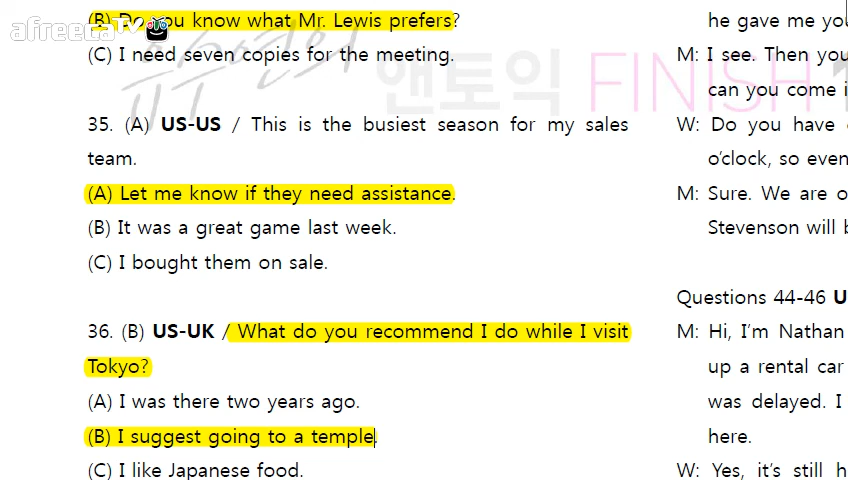 afreecaTV
(B) Do you know what Mr. Lewis prefers?
(C) I need seven copies for the meeting.
35. (A) US-US / This is the busiest season for my sales
team.
(A) Let me know if they need assistance.
(B) It was a great game last week.
(C) I bought them on sale.
36. (B) US-UK / What do you recommend I do while I visit
Tokyo?
(A) I was there two years ago.
(B) I suggest going to a temple.
(C) I like Japanese food.
앤토익 FINISH
he gave me you
M: I see. Then you
can you come i
W: Do you have
o'clock, so even
M: Sure. We are o
Stevenson will b
Questions 44-46 U
M: Hi, I'm Nathan
up a rental car
was delayed. I
here.
W: Yes, it's still h